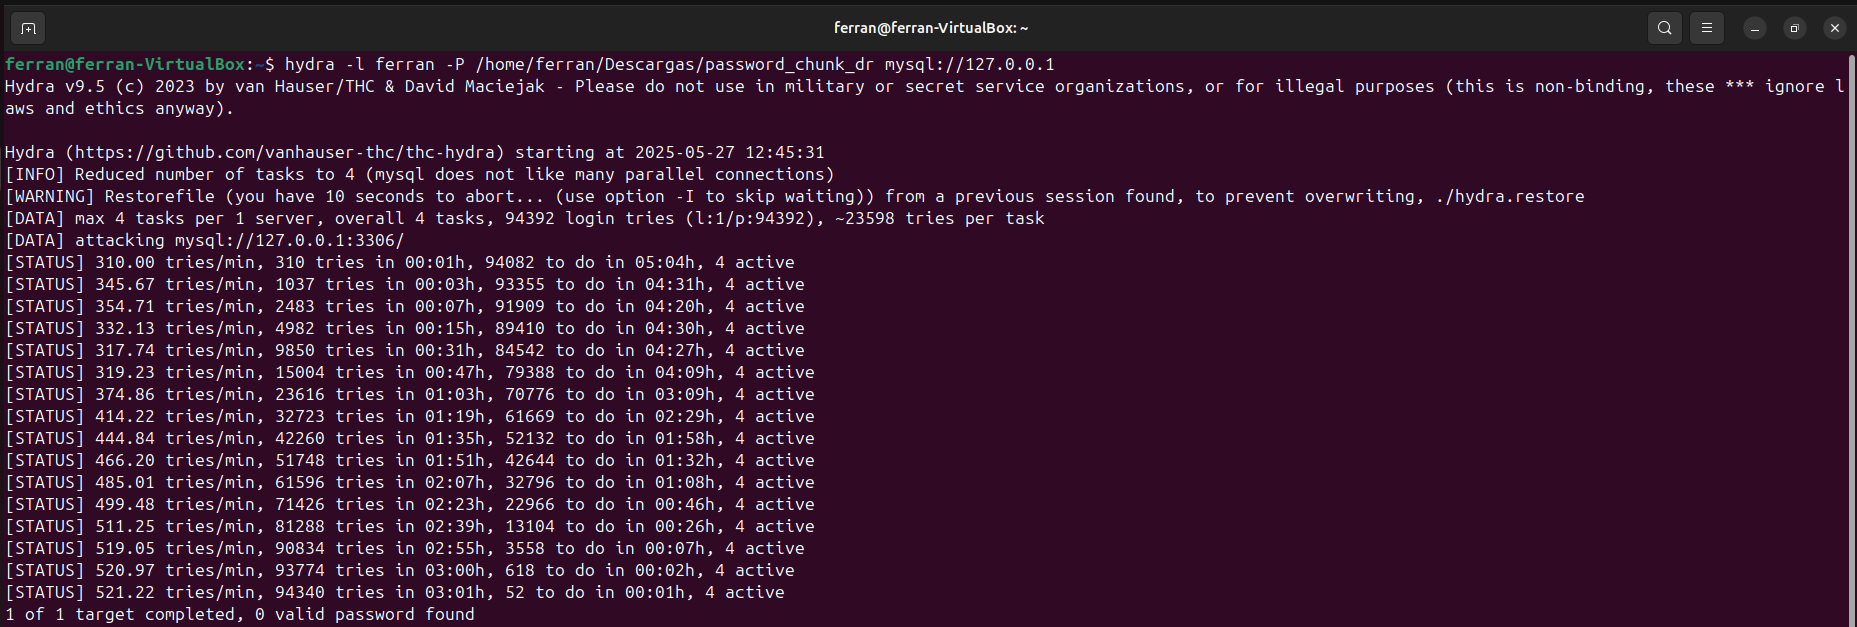 ferran@ferran-VirtualBox: ~
ferran@ferran-VirtualBox:~$ hydra -l ferran -P /home/ferran/Descargas/password_chunk_dr mysql://127.0.0.1
Hydra v9.5 (c) 2023 by van Hauser/THC & David Maciejak - Please do not use in military or secret service organizations, or for illegal purposes (this is non-binding, these *** ignore l
aws and ethics anyway).
Hydra (https://github.com/vanhauser-thc/thc-hydra) starting at 2025-05-27 12:45:31
[INFO] Reduced number of tasks to 4 (mysql does not like many parallel connections)
[WARNING] Restorefile (you have 10 seconds to abort... (use option -I to skip waiting)) from a previous session found, to prevent overwriting, ./hydra.restore
[DATA] max 4 tasks per 1 server, overall 4 tasks, 94392 login tries (l:1/p:94392), ~23598 tries per task
[DATA] attacking mysql://127.0.0.1:3306/
[STATUS] 310.00 tries/min, 310 tries in 00:01h, 94082 to do in 05:04h, 4 active
[STATUS] 345.67 tries/min, 1037 tries in 00:03h, 93355 to do in 04:31h, 4 active
[STATUS] 354.71 tries/min, 2483 tries in 00:07h, 91909 to do in 04:20h, 4 active
[STATUS] 332.13 tries/min, 4982 tries in 00:15h, 89410 to do in 04:30h, 4 active
[STATUS] 317.74 tries/min, 9850 tries in 00:31h, 84542 to do in 04:27h, 4 active
[STATUS] 319.23 tries/min, 15004 tries in 00:47h, 79388 to do in 04:09h, 4 active
[STATUS] 374.86 tries/min, 23616 tries in 01:03h, 70776 to do in 03:09h, 4 active
[STATUS] 414.22 tries/min, 32723 tries in 01:19h, 61669 to do in 02:29h, 4 active
[STATUS] 444.84 tries/min, 42260 tries in 01:35h, 52132 to do in 01:58h, 4 active
[STATUS] 466.20 tries/min, 51748 tries in 01:51h, 42644 to do in 01:32h, 4 active
[STATUS] 485.01 tries/min, 61596 tries in 02:07h, 32796 to do in 01:08h, 4 active
[STATUS] 499.48 tries/min, 71426 tries in 02:23h, 22966 to do in 00:46h, 4 active
[STATUS] 511.25 tries/min, 81288 tries in 02:39h, 13104 to do in 00:26h, 4 active
[STATUS] 519.05 tries/min, 90834 tries in 02:55h, 3558 to do in 00:07h, 4 active
[STATUS] 520.97 tries/min, 93774 tries in 03:00h, 618 to do in 00:02h, 4 active
[STATUS] 521.22 tries/min, 94340 tries in 03:01h, 52 to do in 00:01h, 4 active
1 of 1 target completed, 0 valid password found